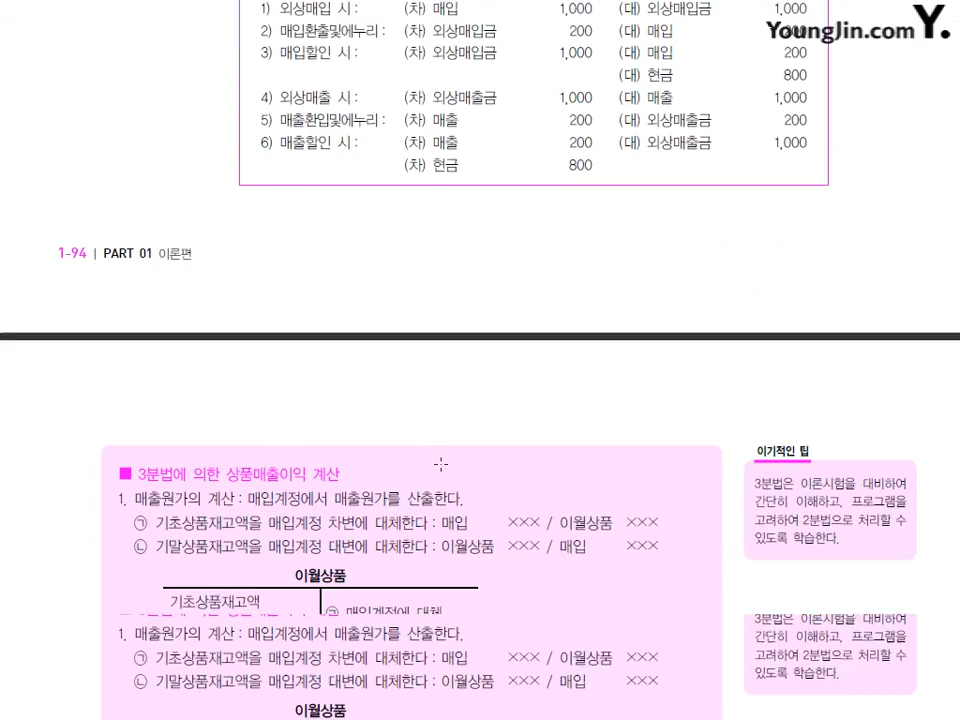 1) 외상매입 시 : (차) 매입 1,000 (대) 외상매입금 1,000
YoungJin.com Y.
2) 매입환출및에누리 : (차) 외상매입금 200 (대) 매입
3) 매입할인 시 : (차) 외상매입금 1,000 (대) 매입 200
(대) 현금 800
4) 외상매출 시 : (차) 외상매출금 1,000 (대) 매출 1,000
5) 매출환입및에누리 : (차) 매출 200 (대) 외상매출금 200
6) 매출할인 시 : (차) 매출 200 (대) 외상매출금 1,000
(차) 현금 800
1-94 | PART 01 이론편
■ 3분법에 의한 상품매출이익 계산
1. 매출원가의 계산 : 매입계정에서 매출원가를 산출한다.
㉠ 기초상품재고액을 매입계정 차변에 대체한다 : 매입 ××× / 이월상품 ×××
㉡ 기말상품재고액을 매입계정 대변에 대체한다 : 이월상품 ××× / 매입 ×××
이월상품
기초상품재고액
㉠ 매입계정에 대체
1. 매출원가의 계산 : 매입계정에서 매출원가를 산출한다.
㉠ 기초상품재고액을 매입계정 차변에 대체한다 : 매입 ××× / 이월상품 ×××
㉡ 기말상품재고액을 매입계정 대변에 대체한다 : 이월상품 ××× / 매입 ×××
이월상품
이기적인 팁
3분법은 이론시험을 대비하여
간단히 이해하고, 프로그램을
고려하여 2분법으로 처리할 수
있도록 학습한다.
3분법은 이론시험을 대비하여
간단히 이해하고, 프로그램을
고려하여 2분법으로 처리할 수
있도록 학습한다.